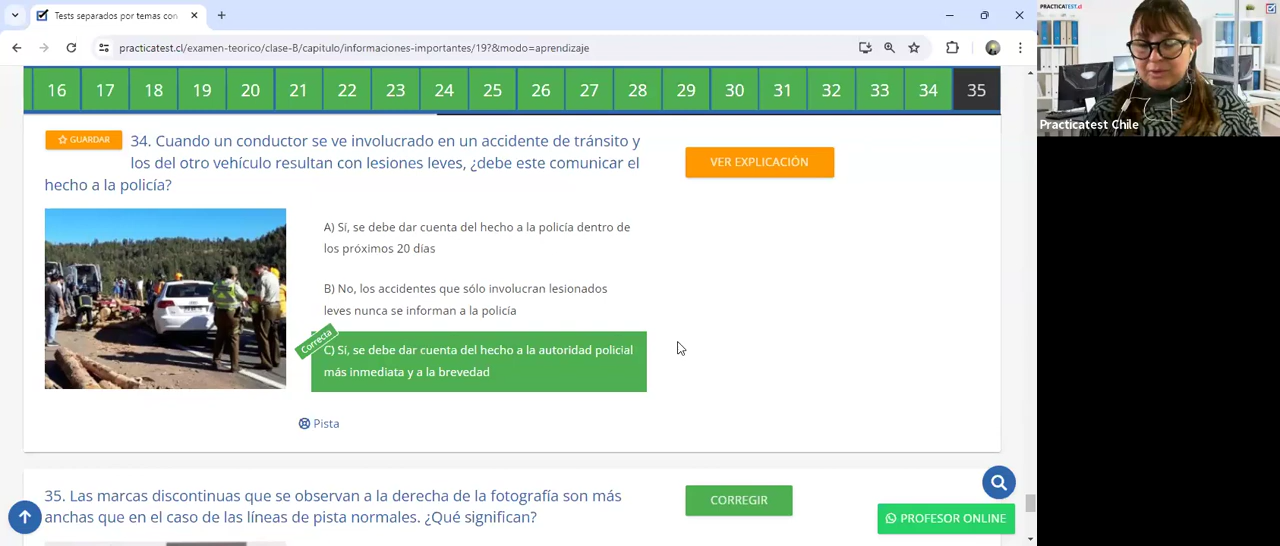 Tests separados por temas con
practicatest.cl/examen-teorico/clase-B/capitulo/informaciones-importantes/19?&modo=aprendizaje
PRACTICATEST.cl
Practicatest Chile
16 17 18 19 20 21 22 23 24 25 26 27 28 29 30 31 32 33 34 35
GUARDAR
34. Cuando un conductor se ve involucrado en un accidente de tránsito y
los del otro vehículo resultan con lesiones leves, ¿debe este comunicar el
hecho a la policía?
VER EXPLICACIÓN
A) Sí, se debe dar cuenta del hecho a la policía dentro de
los próximos 20 días
B) No, los accidentes que sólo involucran lesionados
leves nunca se informan a la policía
Correcta
C) Sí, se debe dar cuenta del hecho a la autoridad policial
más inmediata y a la brevedad
Pista
35. Las marcas discontinuas que se observan a la derecha de la fotografía son más
anchas que en el caso de las líneas de pista normales. ¿Qué significan?
CORREGIR
PROFESOR ONLINE